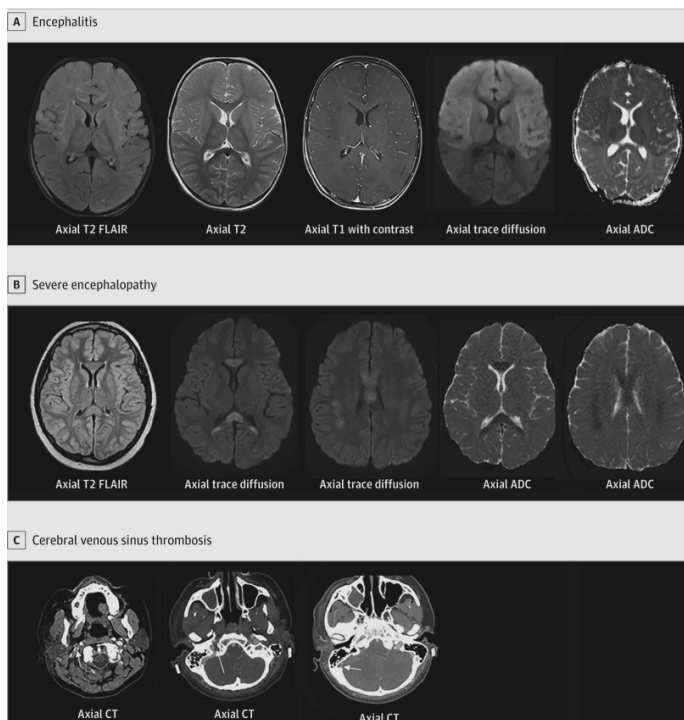 A Encephalitis
Axial T2 FLAIR Axial T2 Axial T1 with contrast Axial trace diffusion Axial ADC
B Severe encephalopathy
Axial T2 FLAIR Axial trace diffusion Axial trace diffusion Axial ADC Axial ADC
C Cerebral venous sinus thrombosis
Axial CT Axial CT Axial CT